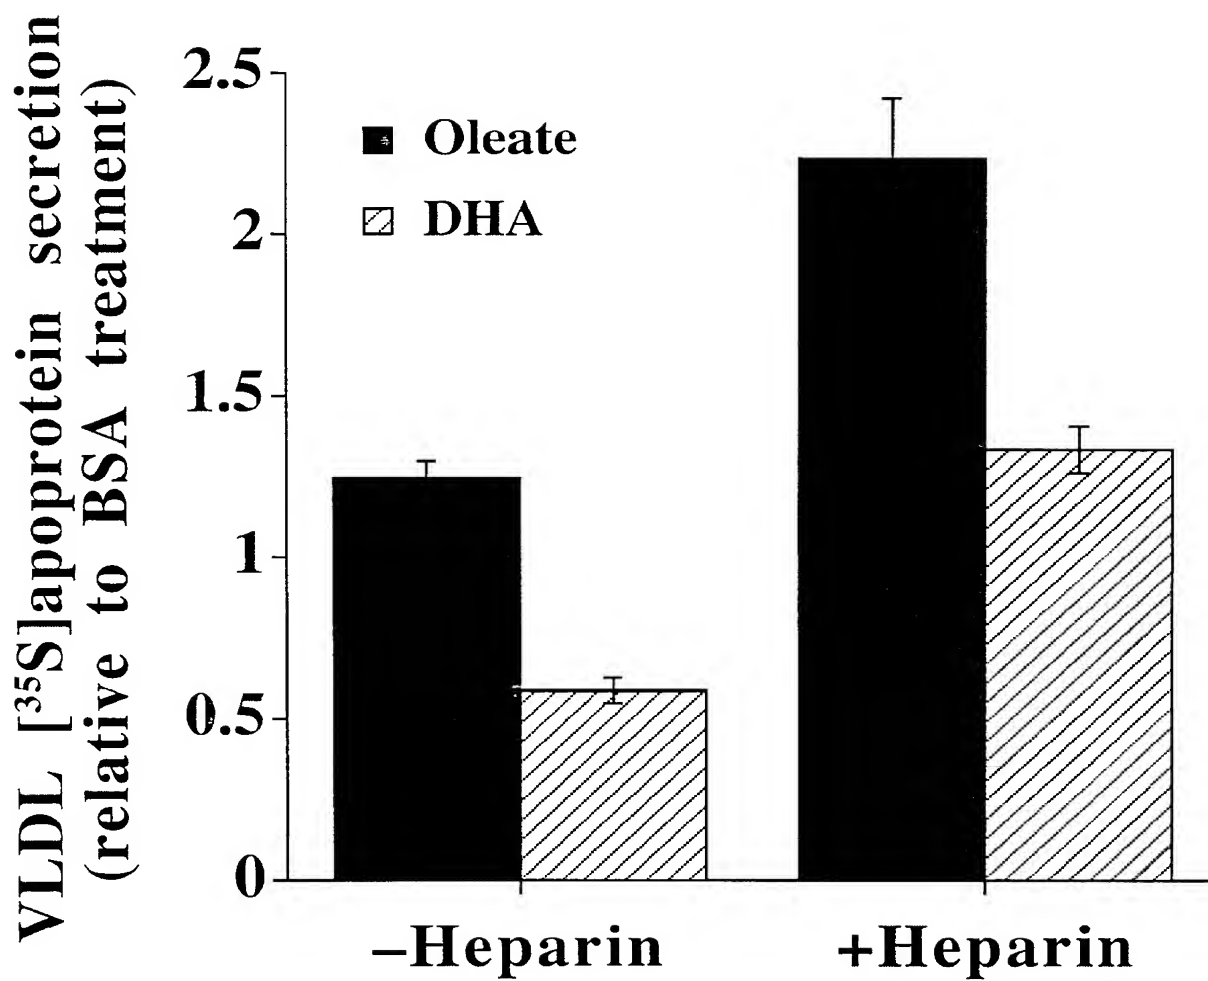 VLDL [³⁵S]apoprotein secretion
(relative to BSA treatment)
2.5
2
1.5
1
0.5
0
Oleate
DHA
–Heparin
+Heparin